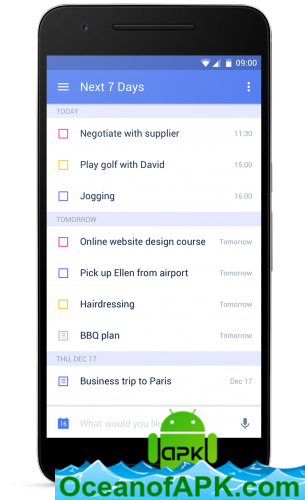 09:00
Next 7 Days
TODAY
Negotiate with supplier 11:30
Play golf with David 15:00
Jogging 16:00
TOMORROW
Online website design course Tomorrow
Pick up Ellen from airport Tomorrow
Hairdressing Tomorrow
BBQ plan Tomorrow
THU, DEC 17
Business trip to Paris Dec 17
16 What would you like
APK
OceanofAPK.com